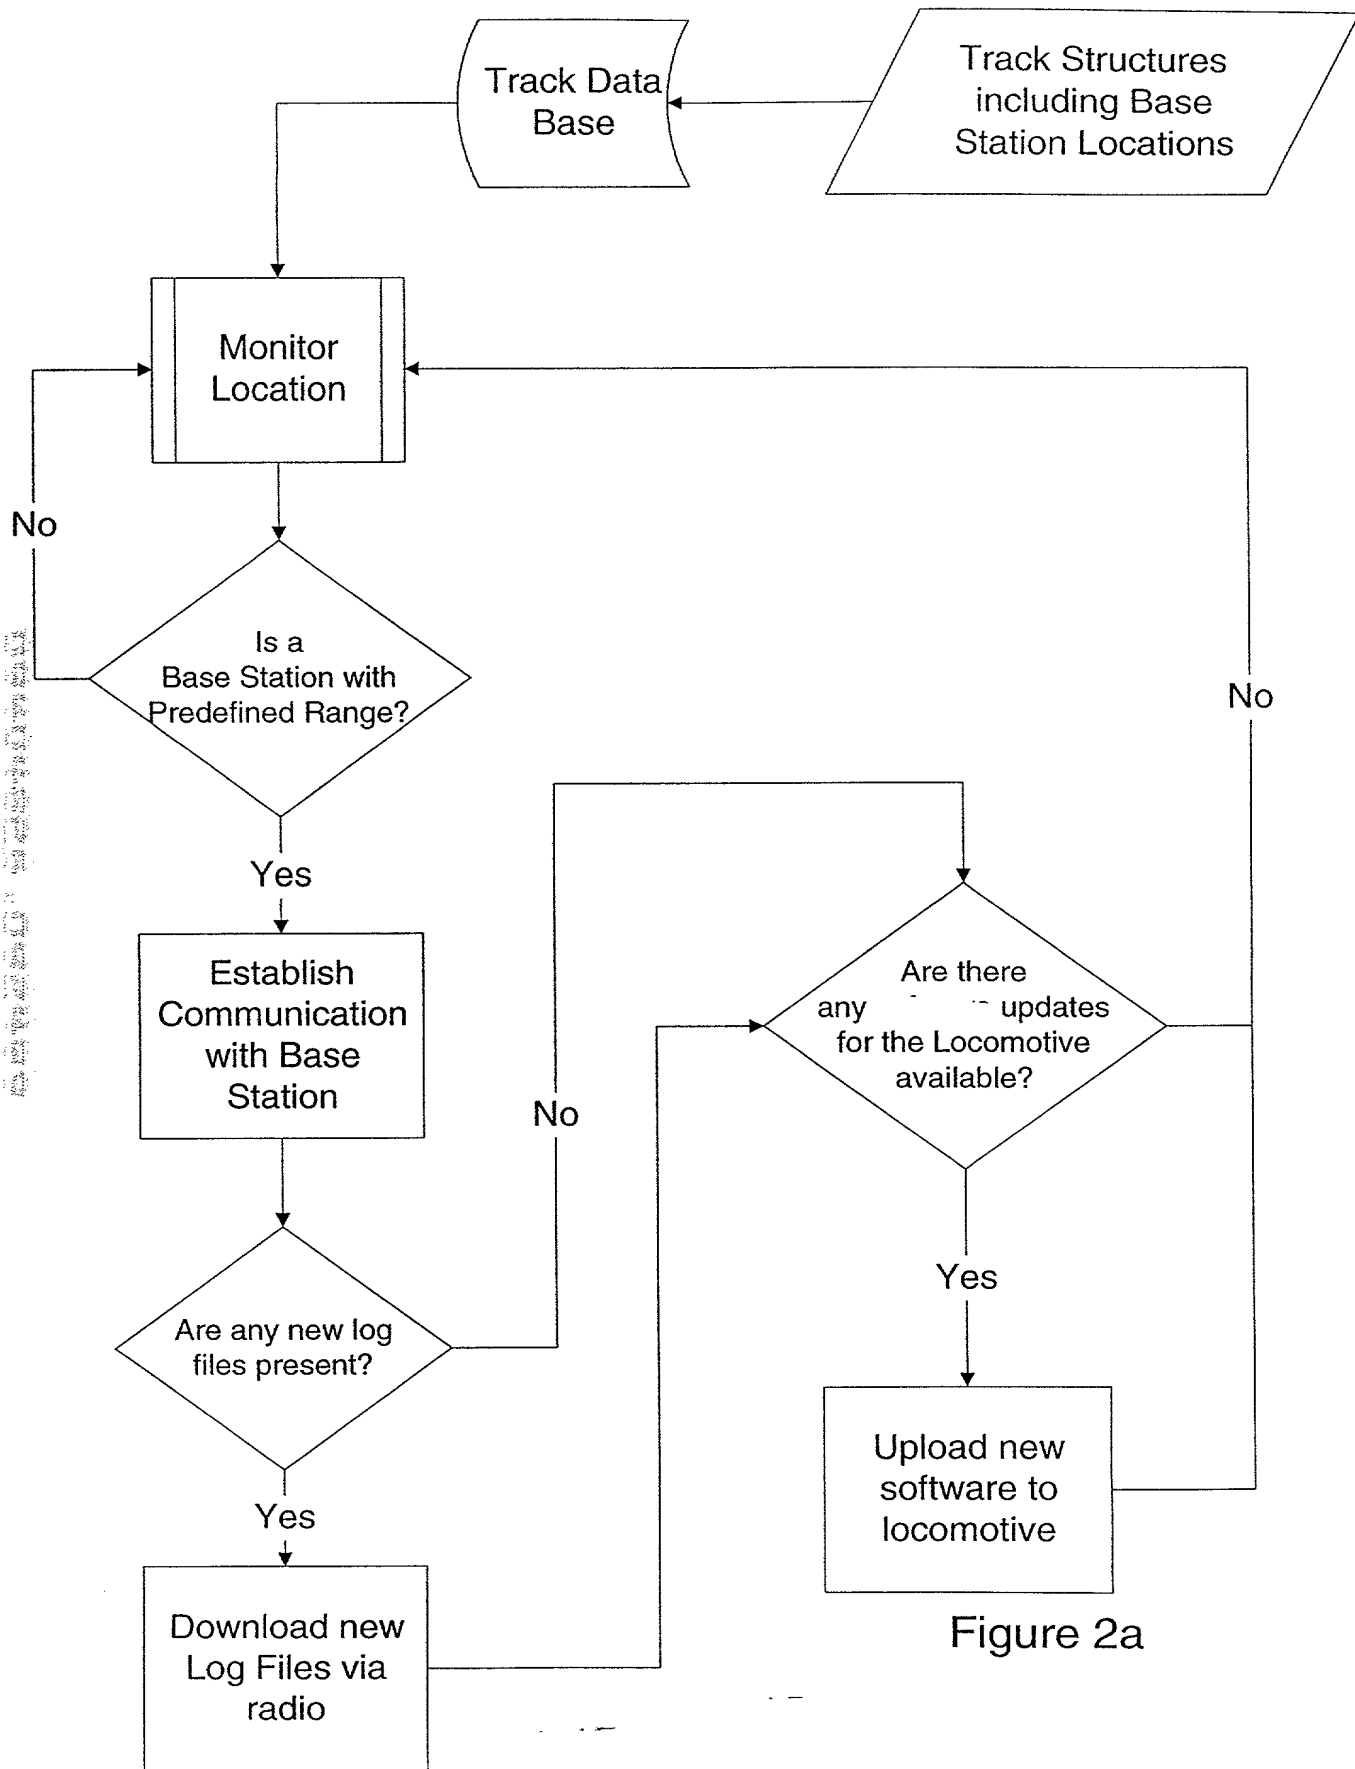 Track Data
Base
Track Structures
including Base
Station Locations
Monitor
Location
No
Is a
Base Station with
Predefined Range?
Yes
Establish
Communication
with Base
Station
Are any new log
files present?
Yes
Download new
Log Files via
radio
No
Are there
any updates
for the Locomotive
available?
No
Yes
Upload new
software to
locomotive
Figure 2a